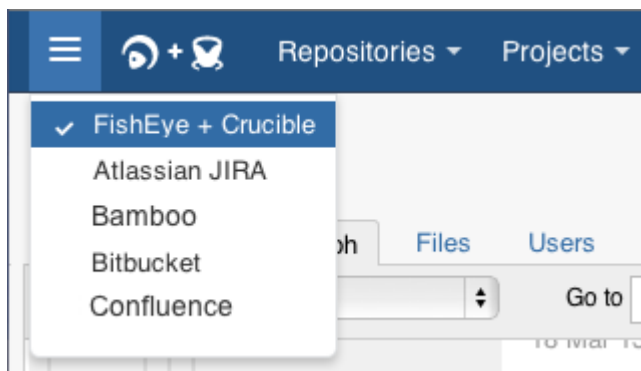 Repositories Projects
FishEye + Crucible
Atlassian JIRA
Bamboo
Bitbucket
Confluence
Files Users
Go to